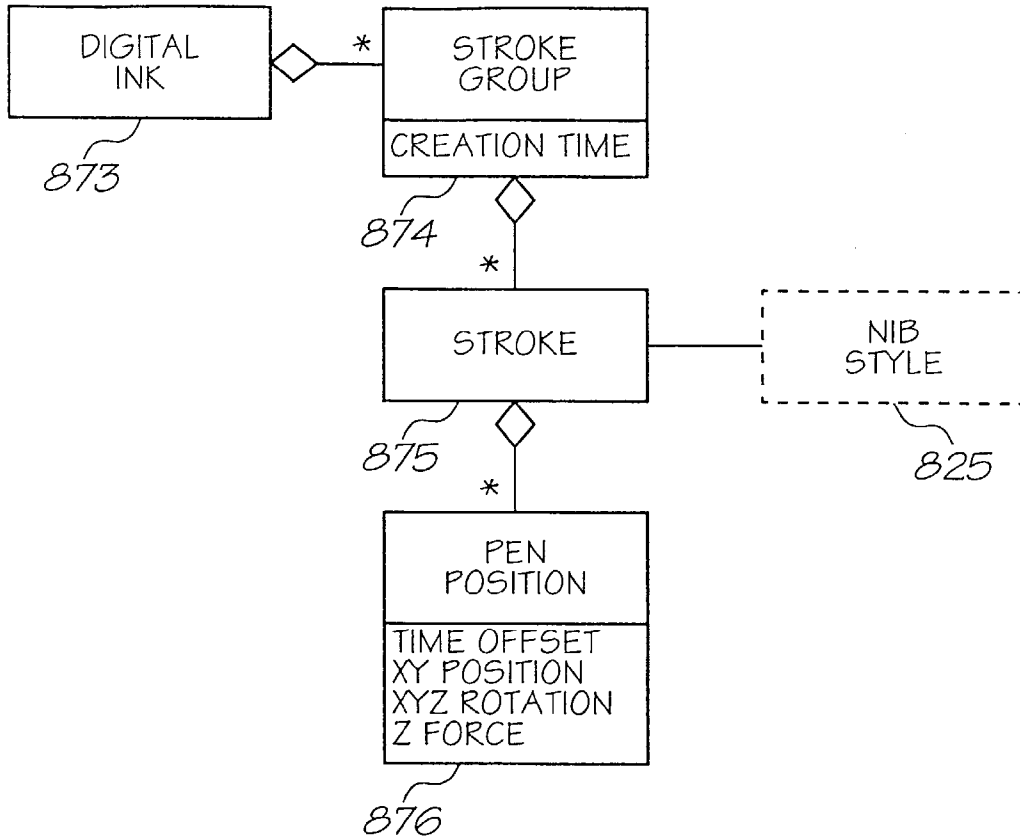 DIGITAL
INK
*
STROKE
GROUP
CREATION TIME
873
874
*
STROKE
NIB
STYLE
875
825
*
PEN
POSITION
TIME OFFSET
XY POSITION
XYZ ROTATION
Z FORCE
876